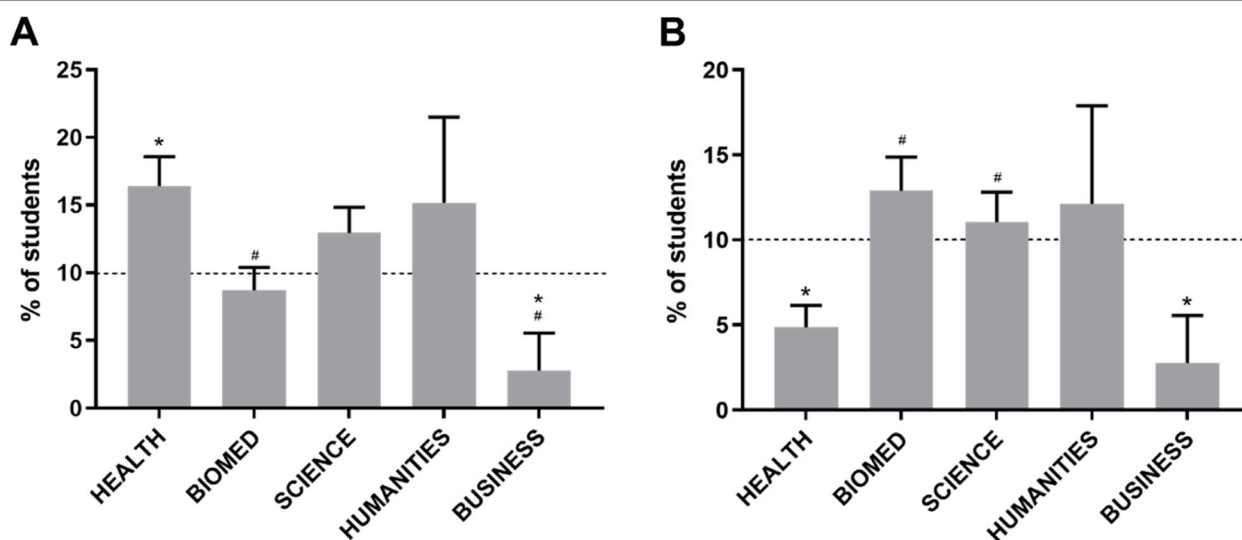 A
% of students
25
20
15
10
5
0
*
#
*
#
HEALTH
BIOMED
SCIENCE
HUMANITIES
BUSINESS
B
% of students
20
15
10
5
0
*
#
#
*
HEALTH
BIOMED
SCIENCE
HUMANITIES
BUSINESS